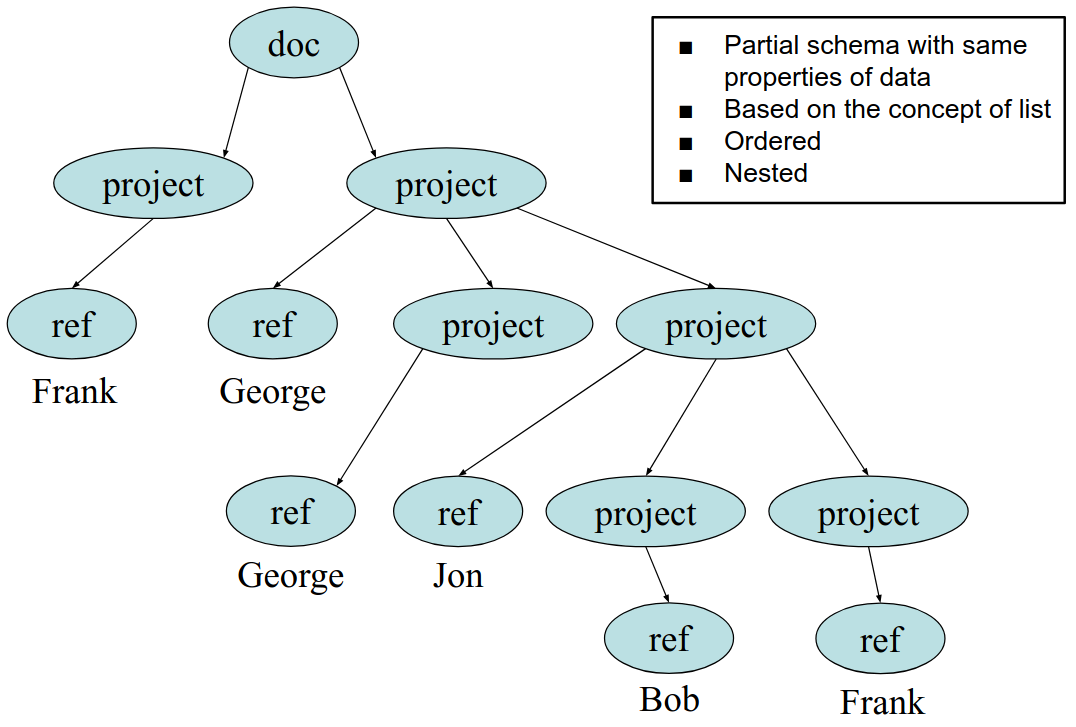 doc
■ Partial schema with same
properties of data
■ Based on the concept of list
■ Ordered
■ Nested
project project
ref ref project project
Frank George
ref ref project project
George Jon
ref ref
Bob Frank